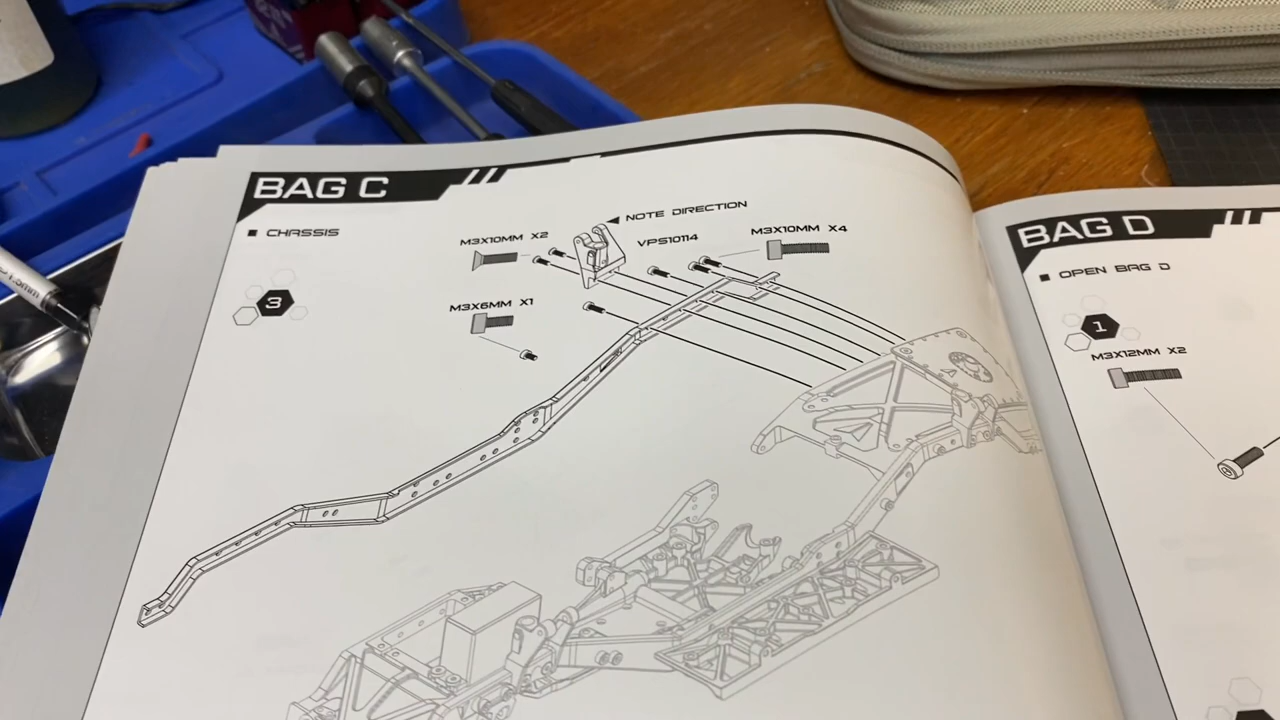 BAG C
CHASSIS
3
NOTE DIRECTION
M3X10MM X2
VPS10114
M3X10MM X4
M3X6MM X1
BAG D
OPEN BAG D
1
M3X12MM X2